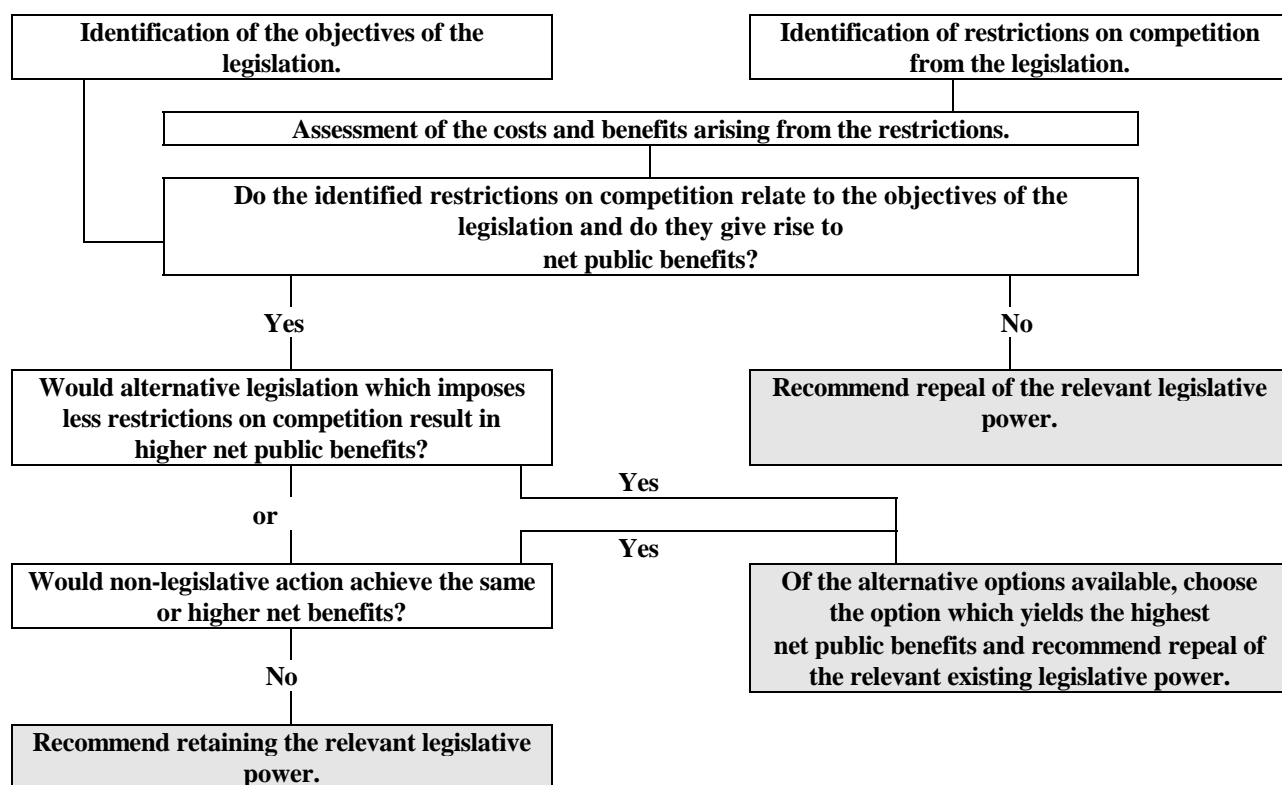 Identification of the objectives of the
legislation.
Identification of restrictions on competition
from the legislation.
Assessment of the costs and benefits arising from the restrictions.
Do the identified restrictions on competition relate to the objectives of the
legislation and do they give rise to
net public benefits?
Yes
No
Would alternative legislation which imposes
less restrictions on competition result in
higher net public benefits?
Recommend repeal of the relevant legislative
power.
Yes
or
Yes
Would non-legislative action achieve the same
or higher net benefits?
Of the alternative options available, choose
the option which yields the highest
net public benefits and recommend repeal of
the relevant existing legislative power.
No
Recommend retaining the relevant legislative
power.